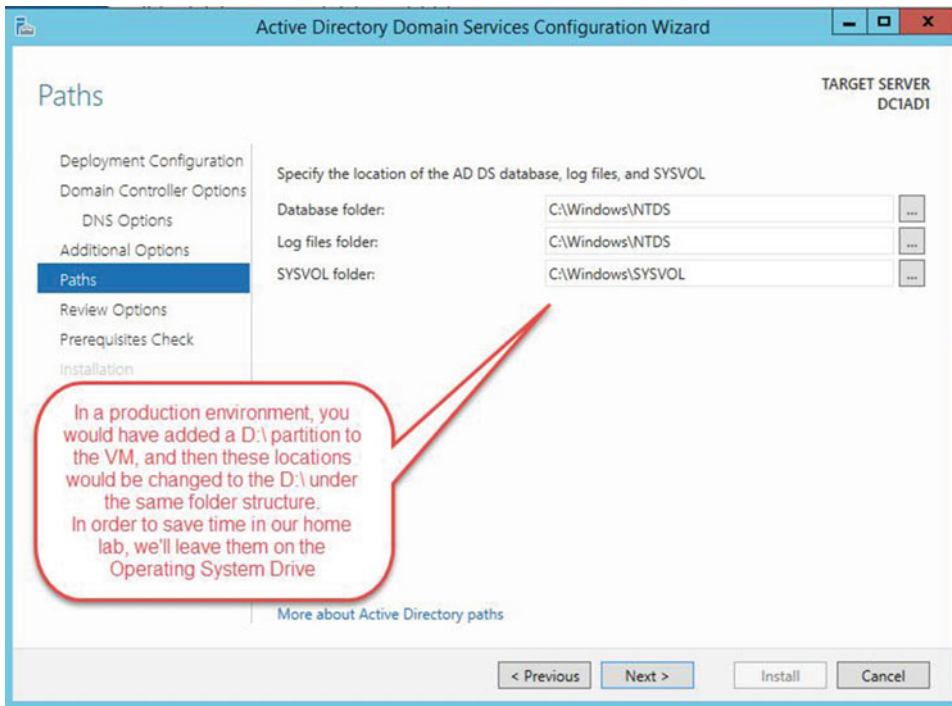 Active Directory Domain Services Configuration Wizard
Paths
TARGET SERVER
DC1AD1
Deployment Configuration
Domain Controller Options
DNS Options
Additional Options
Paths
Review Options
Prerequisites Check
Installation
Specify the location of the AD DS database, log files, and SYSVOL
Database folder: C:\Windows\NTDS ...
Log files folder: C:\Windows\NTDS ...
SYSVOL folder: C:\Windows\SYSVOL ...
In a production environment, you
would have added a D:\ partition to
the VM, and then these locations
would be changed to the D:\ under
the same folder structure.
In order to save time in our home
lab, we'll leave them on the
Operating System Drive
More about Active Directory paths
< Previous Next > Install Cancel